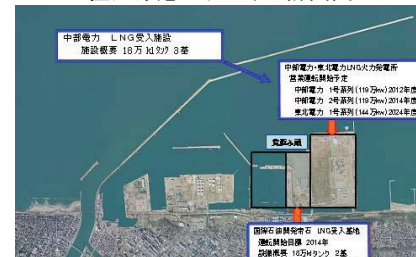 中部電力 LNG受入施設
施設概要 18万㎘タンク 3基
中部電力・東北電力LNG火力発電所
営業運転開始予定
中部電力 1号系列(119万kw)2012年度
中部電力 2号系列(119万kw)2014年度
東北電力 1号系列(144万kw)2024年度
国際石油開発帝石 LNG受入基地
運転開始目標 2014年
設備概要 18万㎘タンク 2基